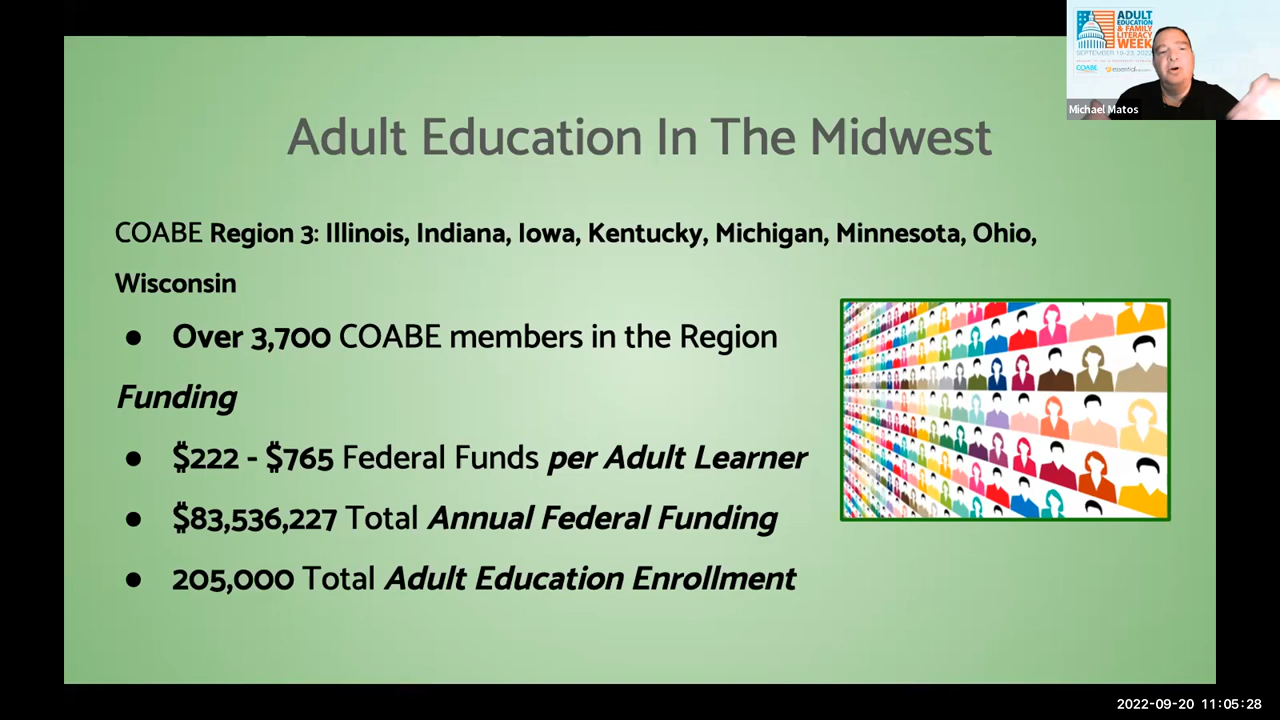 Adult Education In The Midwest
COABE Region 3: Illinois, Indiana, Iowa, Kentucky, Michigan, Minnesota, Ohio,
Wisconsin
● Over 3,700 COABE members in the Region
Funding
● $222 - $765 Federal Funds per Adult Learner
● $83,536,227 Total Annual Federal Funding
● 205,000 Total Adult Education Enrollment
ADULT
EDUCATION
& FAMILY
LITERACY
WEEK
COABE
essential
Michael Matos
2022-09-20 11:05:28